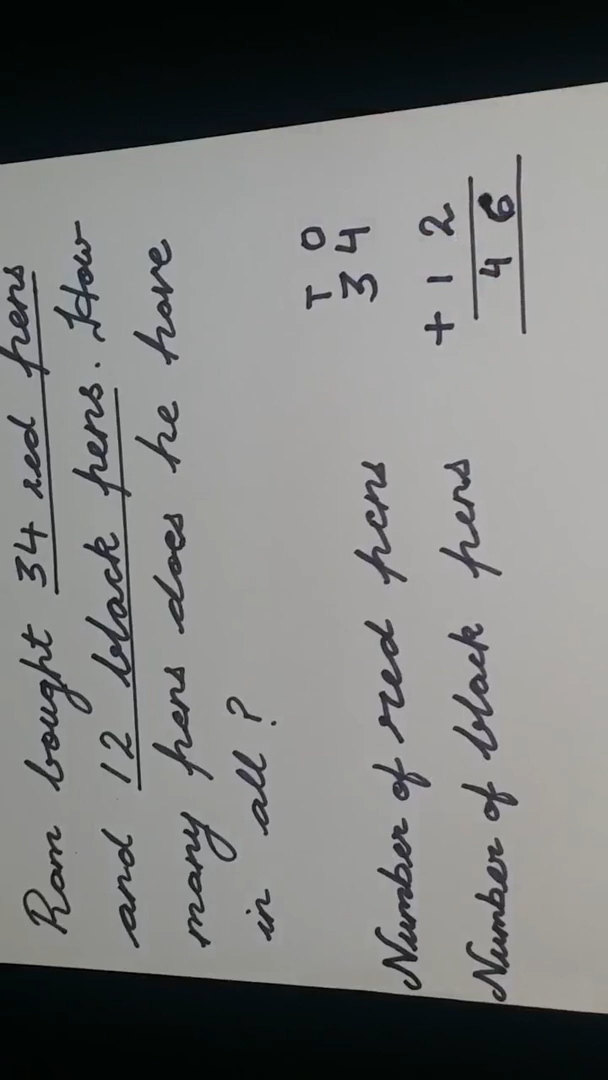 Ram bought 34 red pens
and 12 black pens. How
many pens does he have
in all?
T O
Number of red pens 3 4
Number of black pens + 1 2
4 6